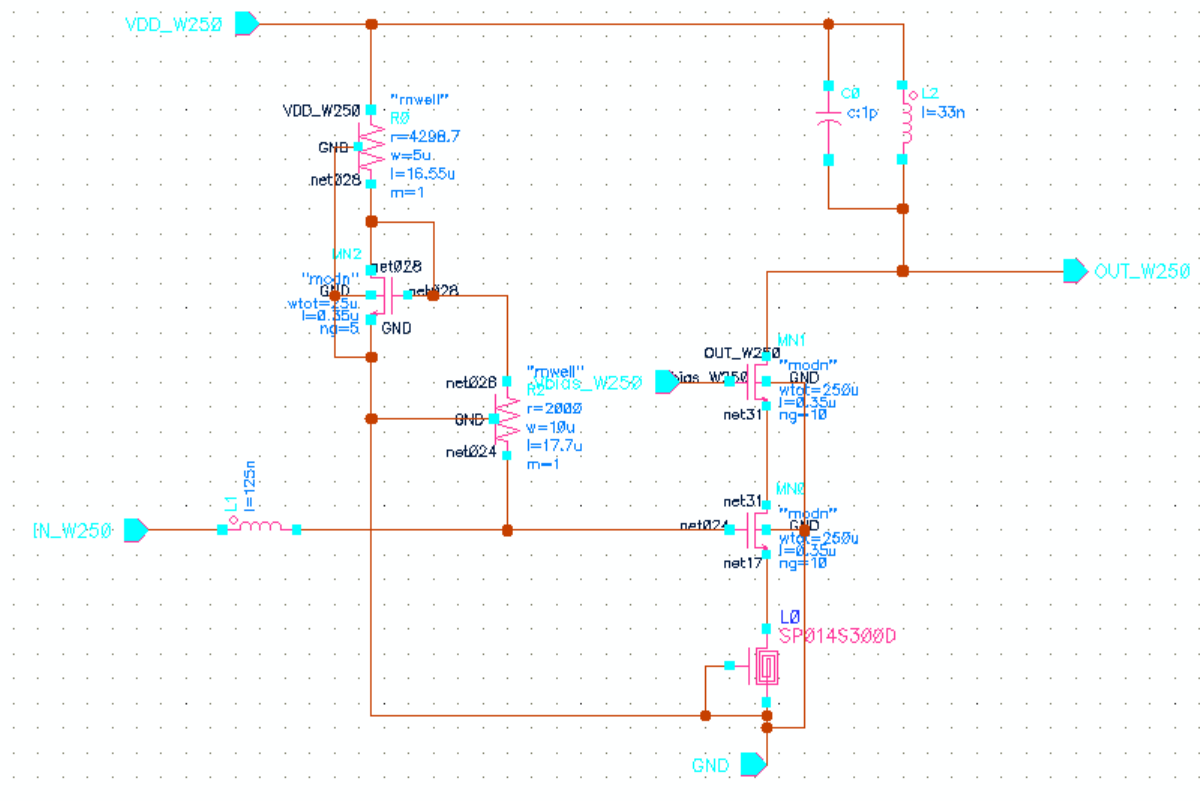 VDD_W250
"rnwell"
R0
VDD_W250
r=4298.7
GND
w=5u
l=16.55u
net028
m=1
C0
c:1p
L2
l=33n
MN2
net028
"modn"
GND
net028
wtot=25u
l=0.35u
ng=5
GND
OUT_W250
MN1
OUT_W250
"modn"
GND
wtot=250u
l=0.35u
ng=10
net31
Vbias_W250
"rnwell"
net028
R2
r=2000
GND
w=10u
l=17.7u
net024
m=1
L1
l=125n
IN_W250
MN0
net31
"modn"
net024
GND
wtot=250u
l=0.35u
ng=10
net17
L0
SP014S300D
GND